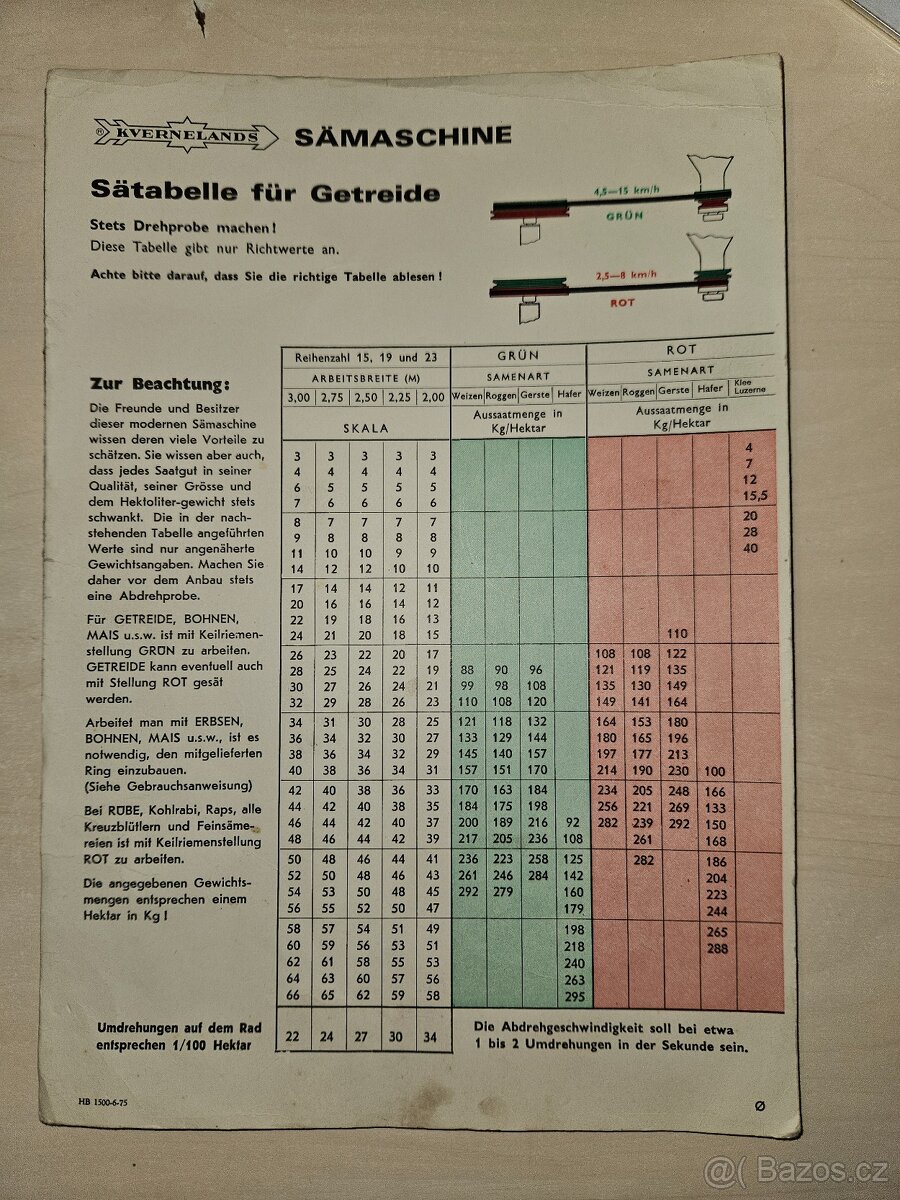 ® KVERNELANDS SÄMASCHINE
Sätabelle für Getreide
Stets Drehprobe machen!
Diese Tabelle gibt nur Richtwerte an.
Achte bitte darauf, dass Sie die richtige Tabelle ablesen!
4,5—15 km/h
GRÜN
2,5—8 km/h
ROT
Zur Beachtung:
Die Freunde und Besitzer
dieser modernen Sämaschine
wissen deren viele Vorteile zu
schätzen. Sie wissen aber auch,
dass jedes Saatgut in seiner
Qualität, seiner Grösse und
dem Hektoliter-gewicht stets
schwankt. Die in der nach-
stehenden Tabelle angeführten
Werte sind nur angenäherte
Gewichtsangaben. Machen Sie
daher vor dem Anbau stets
eine Abdrehprobe.
Für GETREIDE, BOHNEN,
MAIS u.s.w. ist mit Keilriemen-
stellung GRÜN zu arbeiten.
GETREIDE kann eventuell auch
mit Stellung ROT gesät
werden.
Arbeitet man mit ERBSEN,
BOHNEN, MAIS u.s.w., ist es
notwendig, den mitgelieferten
Ring einzubauen.
(Siehe Gebrauchsanweisung)
Bei RÜBE, Kohlrabi, Raps, alle
Kreuzblütlern und Feinsäme-
reien ist mit Keilriemenstellung
ROT zu arbeiten.
Die angegebenen Gewichts-
mengen entsprechen einem
Hektar in Kg!
Reihenzahl 15, 19 und 23 GRÜN ROT
ARBEITSBREITE (M) SAMENART SAMENART
3,00 2,75 2,50 2,25 2,00 Weizen Roggen Gerste Hafer Weizen Roggen Gerste Hafer Klee Luzerne
SKALA Aussaatmenge in Kg/Hektar Aussaatmenge in Kg/Hektar
3 3 3 3 3 4
4 4 4 4 4 7
6 5 5 5 5 12
7 6 6 6 6 15,5
8 7 7 7 7 20
9 8 8 8 8 28
11 10 10 9 9 40
14 12 12 10 10
17 14 14 12 11
20 16 16 14 12
22 19 18 16 13
24 21 20 18 15 110
26 23 22 20 17 108 108 122
28 25 24 22 19 88 90 96 121 119 135
30 27 26 24 21 99 98 108 135 130 149
32 29 28 26 23 110 108 120 149 141 164
34 31 30 28 25 121 118 132 164 153 180
36 34 32 30 27 133 129 144 180 165 196
38 36 34 32 29 145 140 157 197 177 213
40 38 36 34 31 157 151 170 214 190 230 100
42 40 38 36 33 170 163 184 234 205 248 166
44 42 40 38 35 184 175 198 256 221 269 133
46 44 42 40 37 200 189 216 92 282 239 292 150
48 46 44 42 39 217 205 236 108 261 168
50 48 46 44 41 236 223 258 125 282 186
52 50 48 46 43 261 246 284 142 204
54 53 50 48 45 292 279 160 223
56 55 52 50 47 179 244
58 57 54 51 49 198 265
60 59 56 53 51 218 288
62 61 58 55 53 240
64 63 60 57 56 263
66 65 62 59 58 295
Umdrehungen auf dem Rad
entsprechen 1/100 Hektar
22 24 27 30 34
Die Abdrehgeschwindigkeit soll bei etwa
1 bis 2 Umdrehungen in der Sekunde sein.
HB 1500-6-75
Ø
@( Bazos.cz